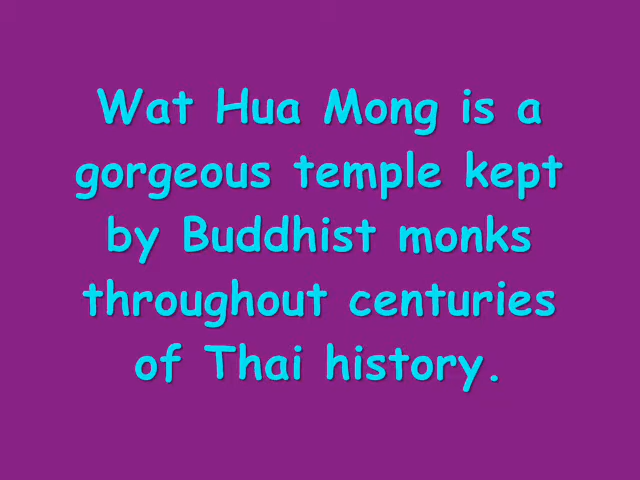 Wat Hua Mong is a
gorgeous temple kept
by Buddhist monks
throughout centuries
of Thai history.